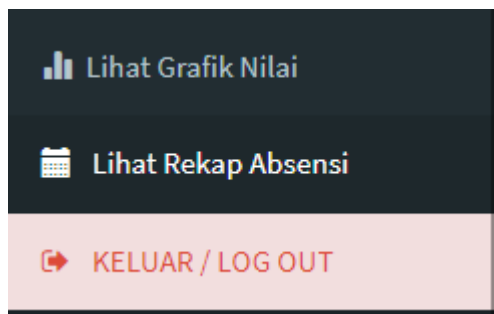 Lihat Grafik Nilai
Lihat Rekap Absensi
KELUAR / LOG OUT